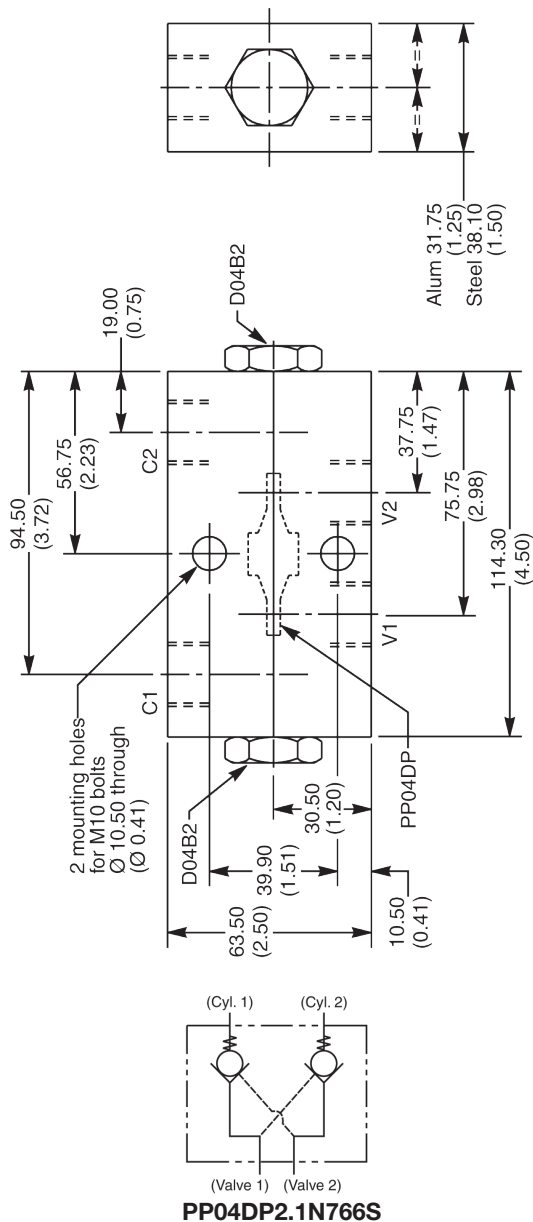 =
=
Alum 31.75
(1.25)
Steel 38.10
(1.50)
D04B2
19.00
(0.75)
56.75
(2.23)
94.50
(3.72)
C2
C1
37.75
(1.47)
75.75
(2.98)
114.30
(4.50)
V2
V1
2 mounting holes
for M10 bolts
Ø 10.50 through
(Ø 0.41)
D04B2
PP04DP
30.50
(1.20)
39.90
(1.51)
63.50
(2.50)
10.50
(0.41)
(Cyl. 1)
(Cyl. 2)
(Valve 1)
(Valve 2)
PP04DP2.1N766S